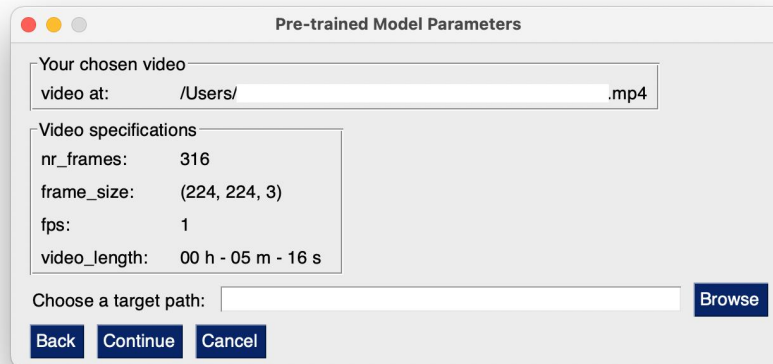 Pre-trained Model Parameters
Your chosen video
video at: /Users/ .mp4
Video specifications
nr_frames: 316
frame_size: (224, 224, 3)
fps: 1
video_length: 00 h - 05 m - 16 s
Choose a target path: Browse
Back Continue Cancel